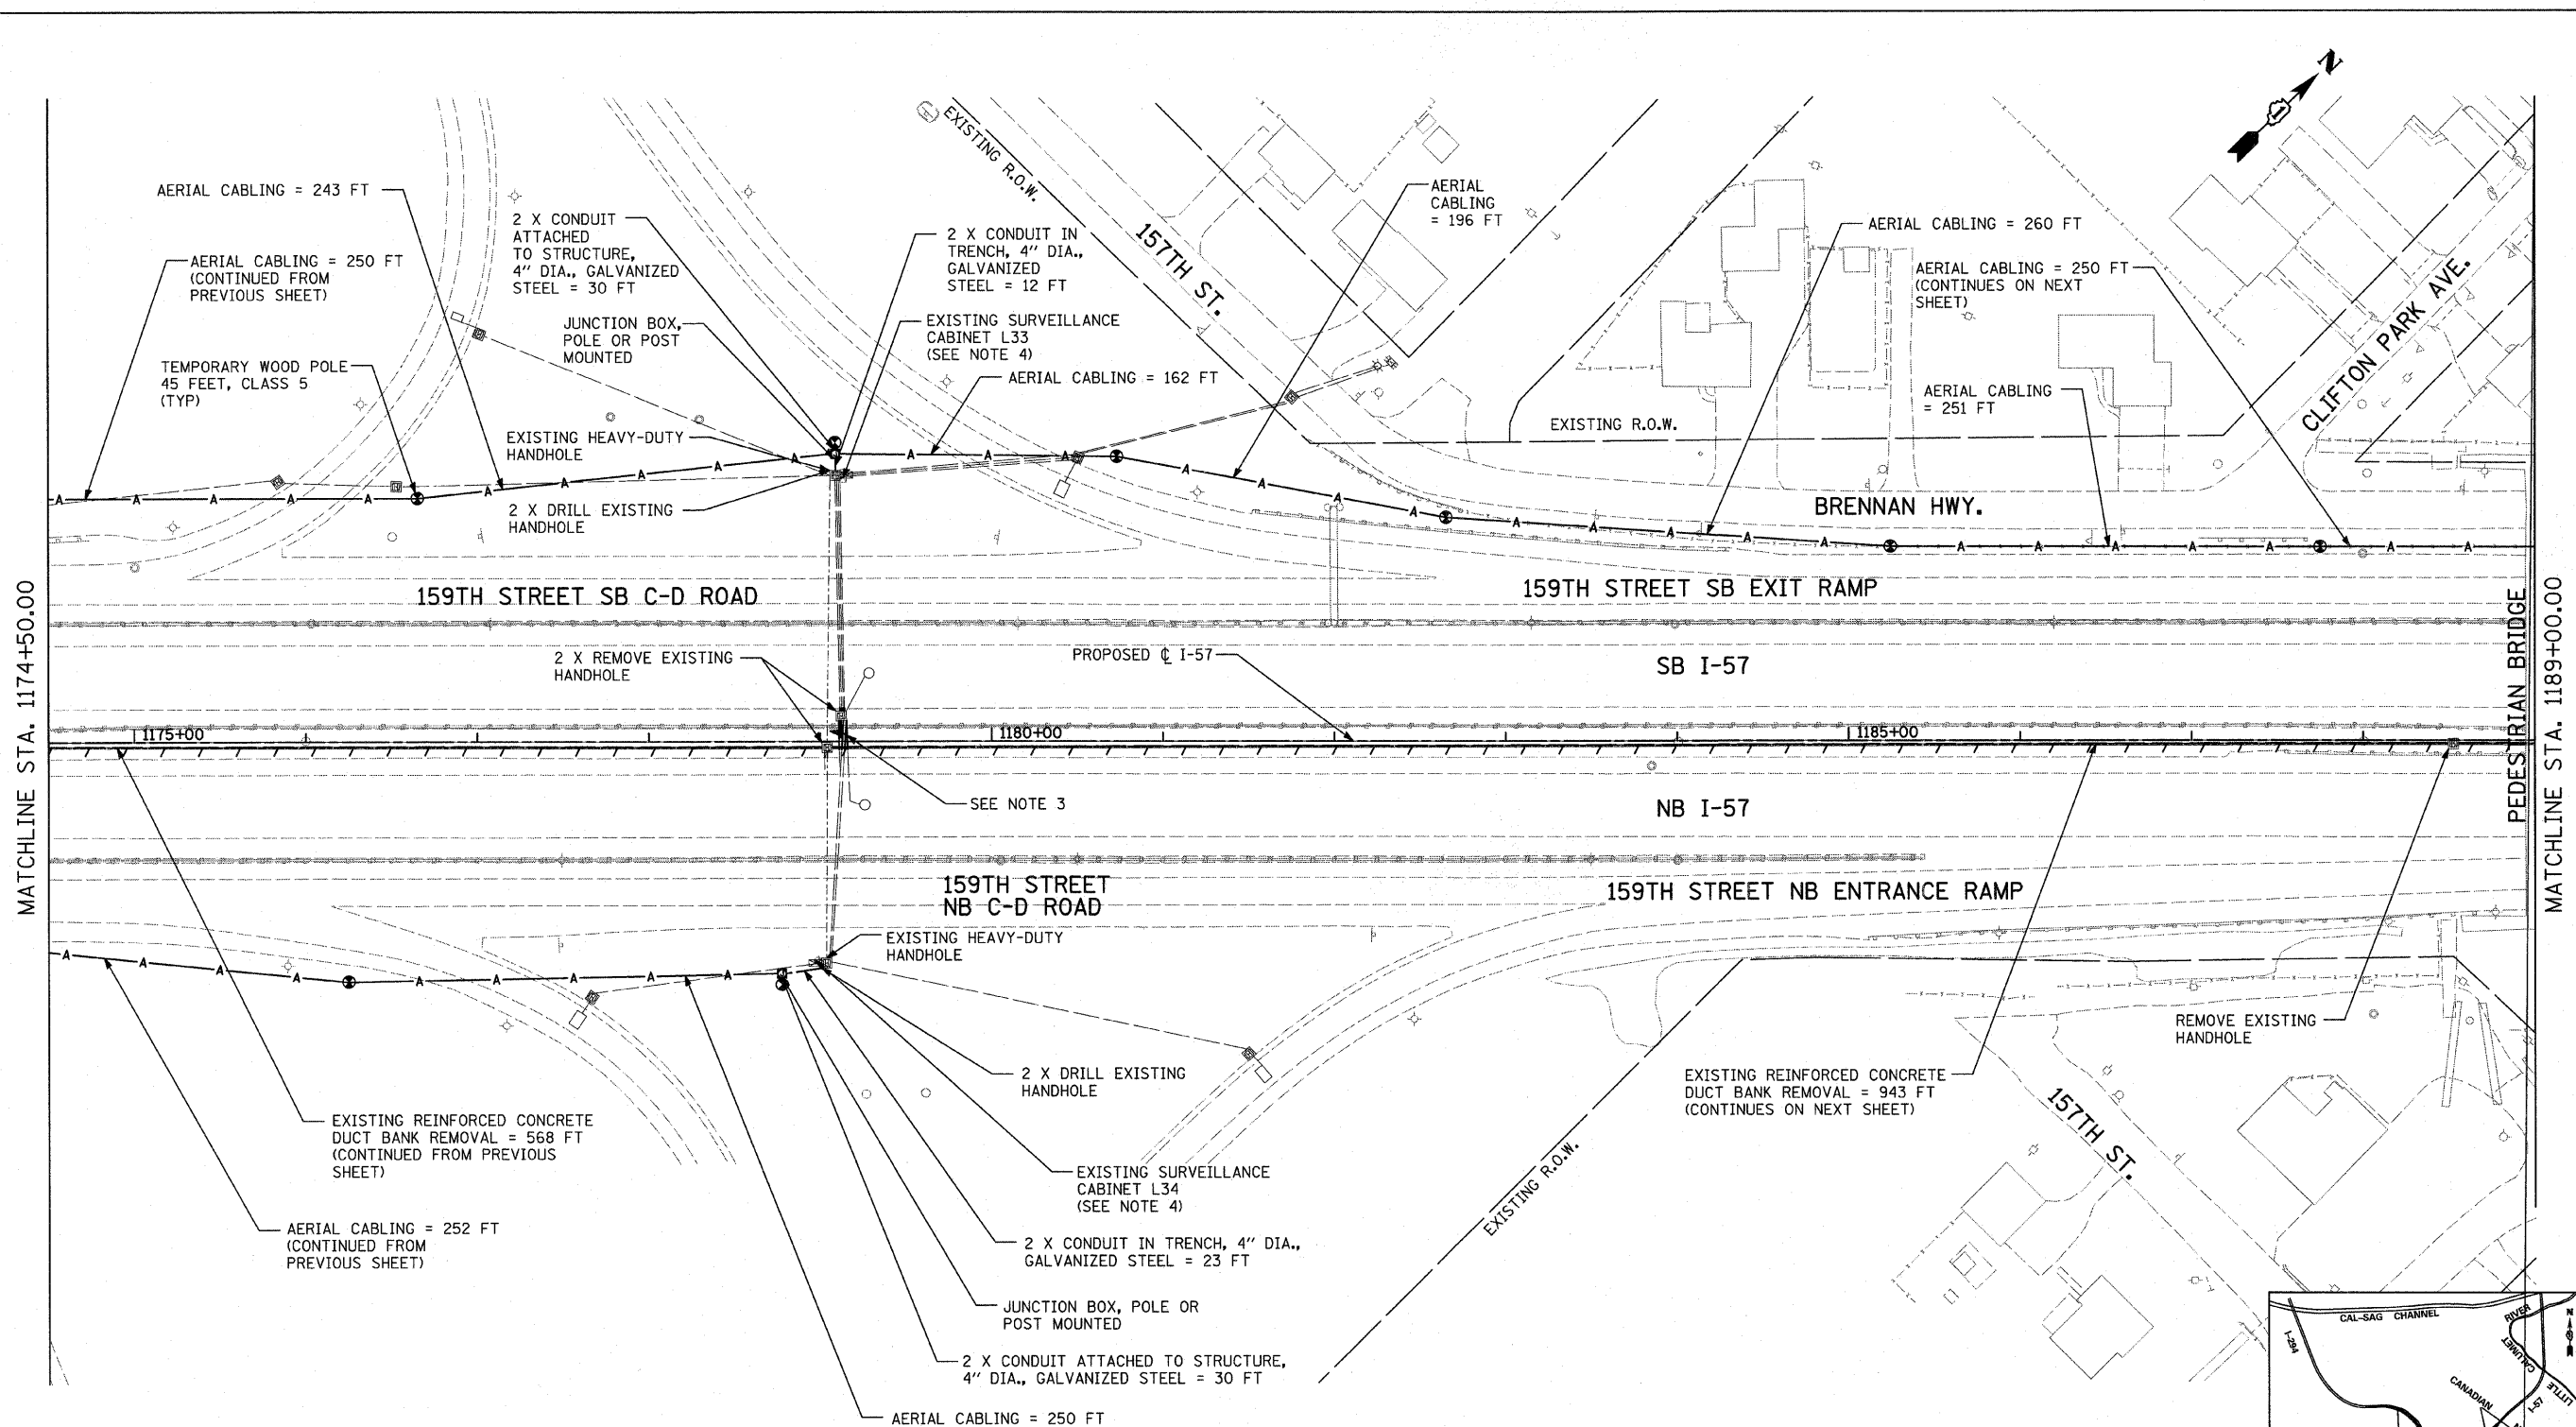 N
EXISTING R.O.W.
157TH ST.
AERIAL CABLING = 243 FT
2 X CONDUIT
ATTACHED
TO STRUCTURE,
4" DIA., GALVANIZED
STEEL = 30 FT
2 X CONDUIT IN
TRENCH, 4" DIA.,
GALVANIZED
STEEL = 12 FT
AERIAL
CABLING
= 196 FT
AERIAL CABLING = 260 FT
AERIAL CABLING = 250 FT
(CONTINUED FROM
PREVIOUS SHEET)
AERIAL CABLING = 250 FT
(CONTINUES ON NEXT
SHEET)
JUNCTION BOX,
POLE OR POST
MOUNTED
EXISTING SURVEILLANCE
CABINET L33
(SEE NOTE 4)
TEMPORARY WOOD POLE
45 FEET, CLASS 5
(TYP)
AERIAL CABLING = 162 FT
AERIAL CABLING
= 251 FT
CLIFTON PARK AVE.
EXISTING HEAVY-DUTY
HANDHOLE
EXISTING R.O.W.
2 X DRILL EXISTING
HANDHOLE
BRENNAN HWY.
A A A A A A A A A A A A A A A A A A A A A A A A A A
159TH STREET SB C-D ROAD
159TH STREET SB EXIT RAMP
MATCHLINE STA. 1174+50.00
PEDESTRIAN BRIDGE
MATCHLINE STA. 1189+00.00
2 X REMOVE EXISTING
HANDHOLE
PROPOSED ℄ I-57
SB I-57
1175+00
1180+00
1185+00
SEE NOTE 3
NB I-57
159TH STREET
NB C-D ROAD
159TH STREET NB ENTRANCE RAMP
EXISTING HEAVY-DUTY
HANDHOLE
A A A A A A A A A
REMOVE EXISTING
HANDHOLE
2 X DRILL EXISTING
HANDHOLE
EXISTING REINFORCED CONCRETE
DUCT BANK REMOVAL = 943 FT
(CONTINUES ON NEXT SHEET)
157TH ST.
EXISTING REINFORCED CONCRETE
DUCT BANK REMOVAL = 568 FT
(CONTINUED FROM PREVIOUS
SHEET)
EXISTING SURVEILLANCE
CABINET L34
(SEE NOTE 4)
EXISTING R.O.W.
AERIAL CABLING = 252 FT
(CONTINUED FROM
PREVIOUS SHEET)
2 X CONDUIT IN TRENCH, 4" DIA.,
GALVANIZED STEEL = 23 FT
JUNCTION BOX, POLE OR
POST MOUNTED
2 X CONDUIT ATTACHED TO STRUCTURE,
4" DIA., GALVANIZED STEEL = 30 FT
AERIAL CABLING = 250 FT
CAL-SAG CHANNEL
RIVER
N
I-294
CALUMET
LITTLE
CANADIAN
I-57